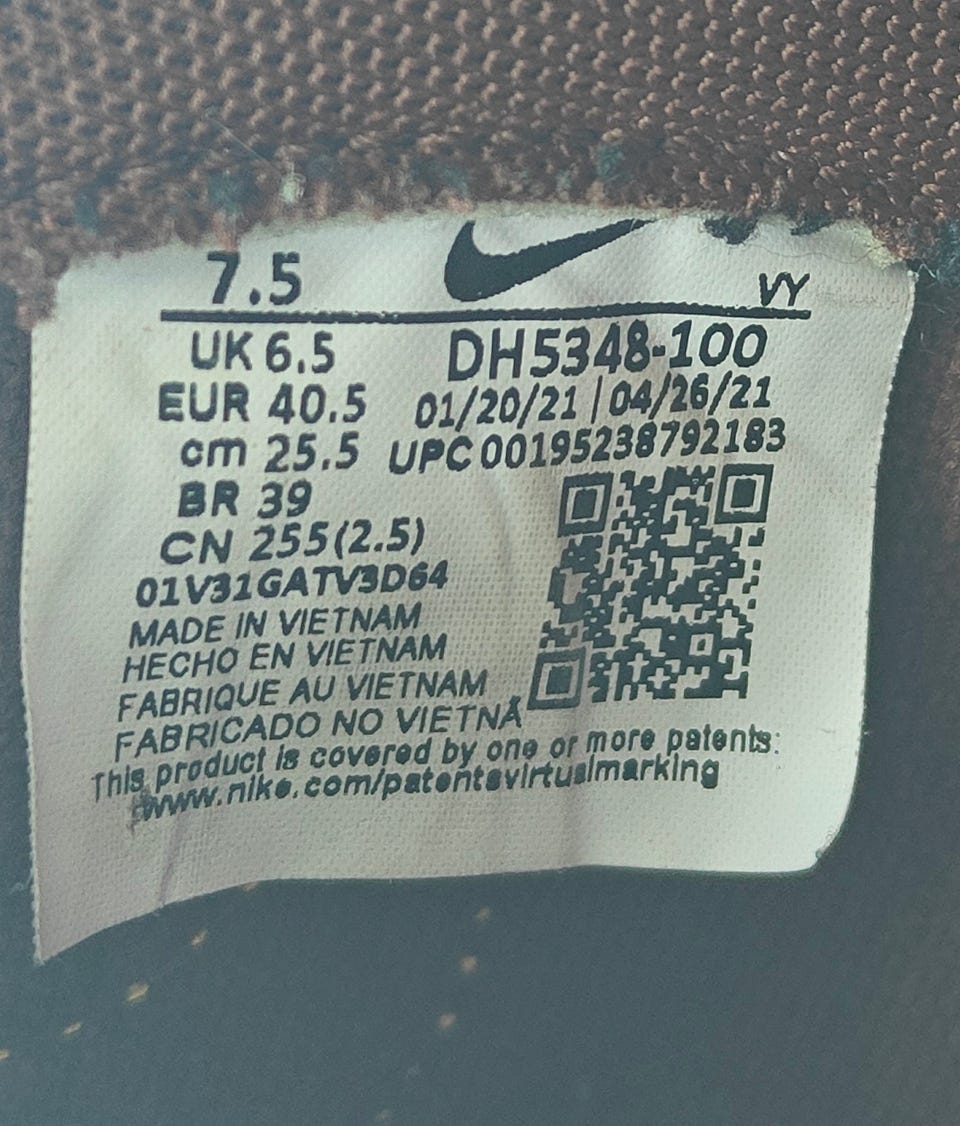 7.5
VY
UK 6.5
DH5348-100
EUR 40.5
01/20/21 | 04/26/21
cm 25.5
UPC 00195238792183
BR 39
CN 255(2.5)
01V31GATV3D64
MADE IN VIETNAM
HECHO EN VIETNAM
FABRIQUE AU VIETNAM
FABRICADO NO VIETNÃ
This product is covered by one or more patents:
www.nike.com/patentsvirtualmarking